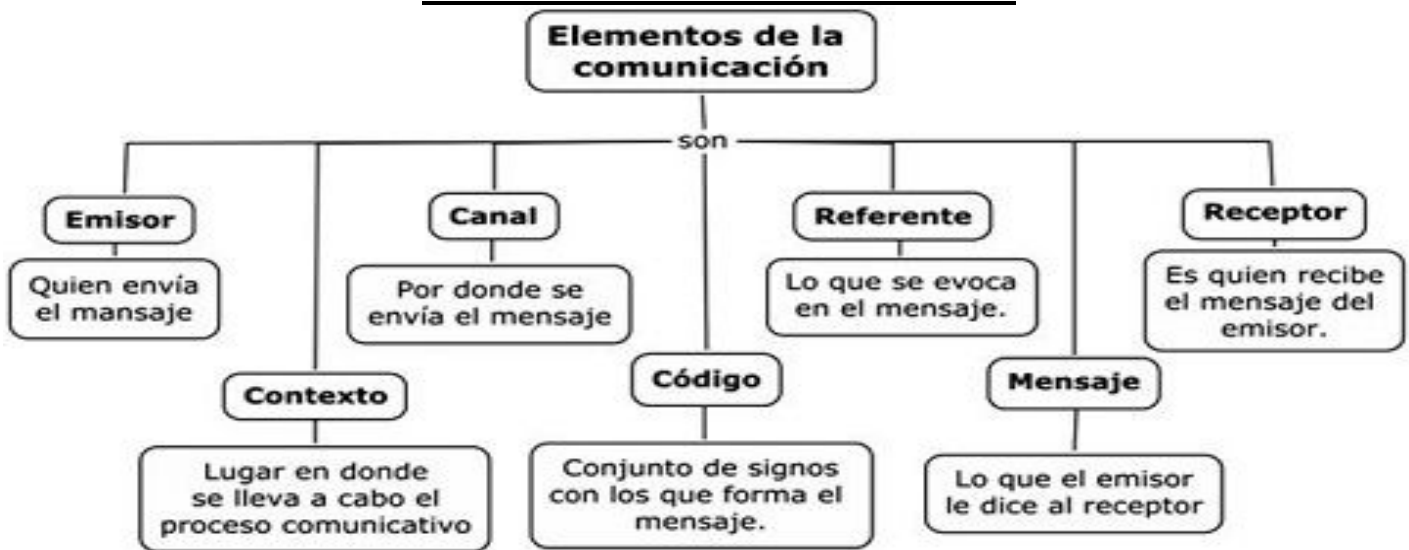 Elementos de la
comunicación
son
Emisor
Quien envía
el mansaje
Contexto
Lugar en donde
se lleva a cabo el
proceso comunicativo
Canal
Por donde se
envía el mensaje
Código
Conjunto de signos
con los que forma el
mensaje.
Referente
Lo que se evoca
en el mensaje.
Mensaje
Lo que el emisor
le dice al receptor
Receptor
Es quien recibe
el mensaje del
emisor.